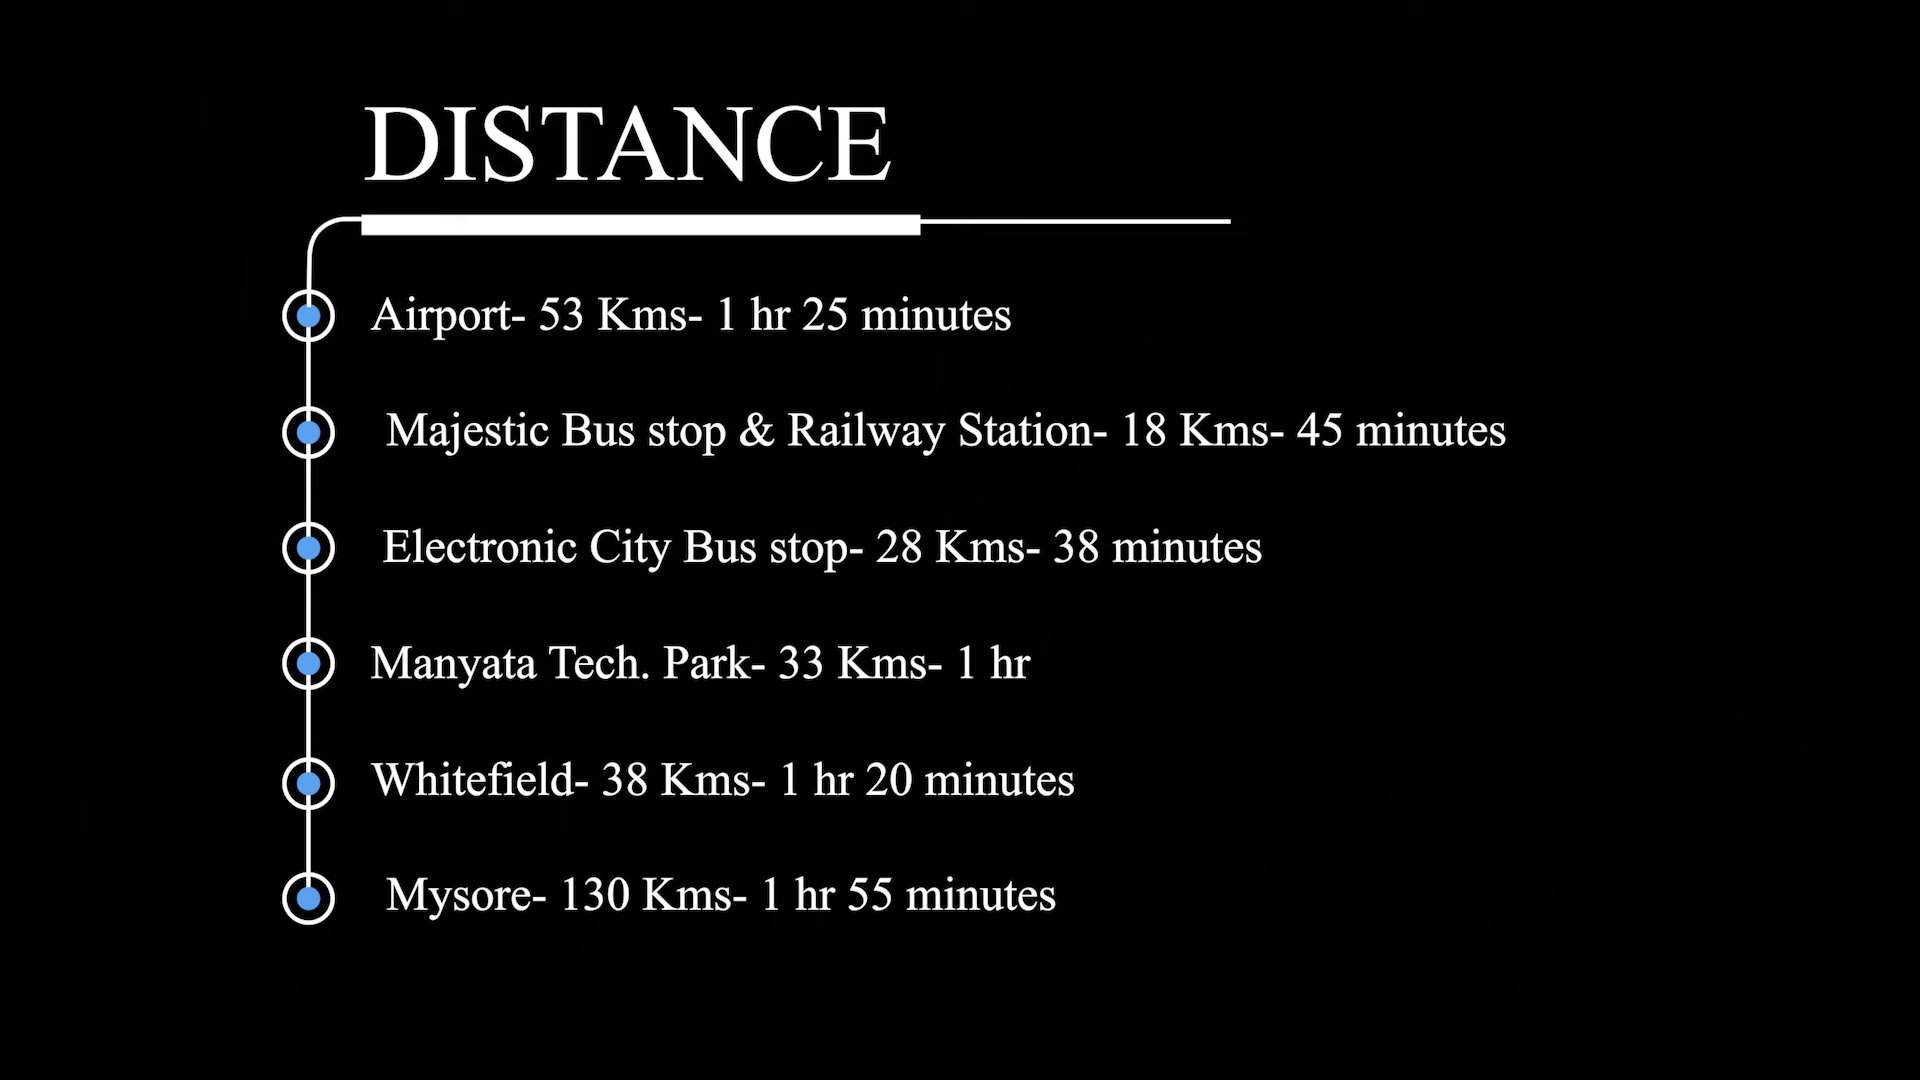 DISTANCE
Airport- 53 Kms- 1 hr 25 minutes
Majestic Bus stop & Railway Station- 18 Kms- 45 minutes
Electronic City Bus stop- 28 Kms- 38 minutes
Manyata Tech. Park- 33 Kms- 1 hr
Whitefield- 38 Kms- 1 hr 20 minutes
Mysore- 130 Kms- 1 hr 55 minutes